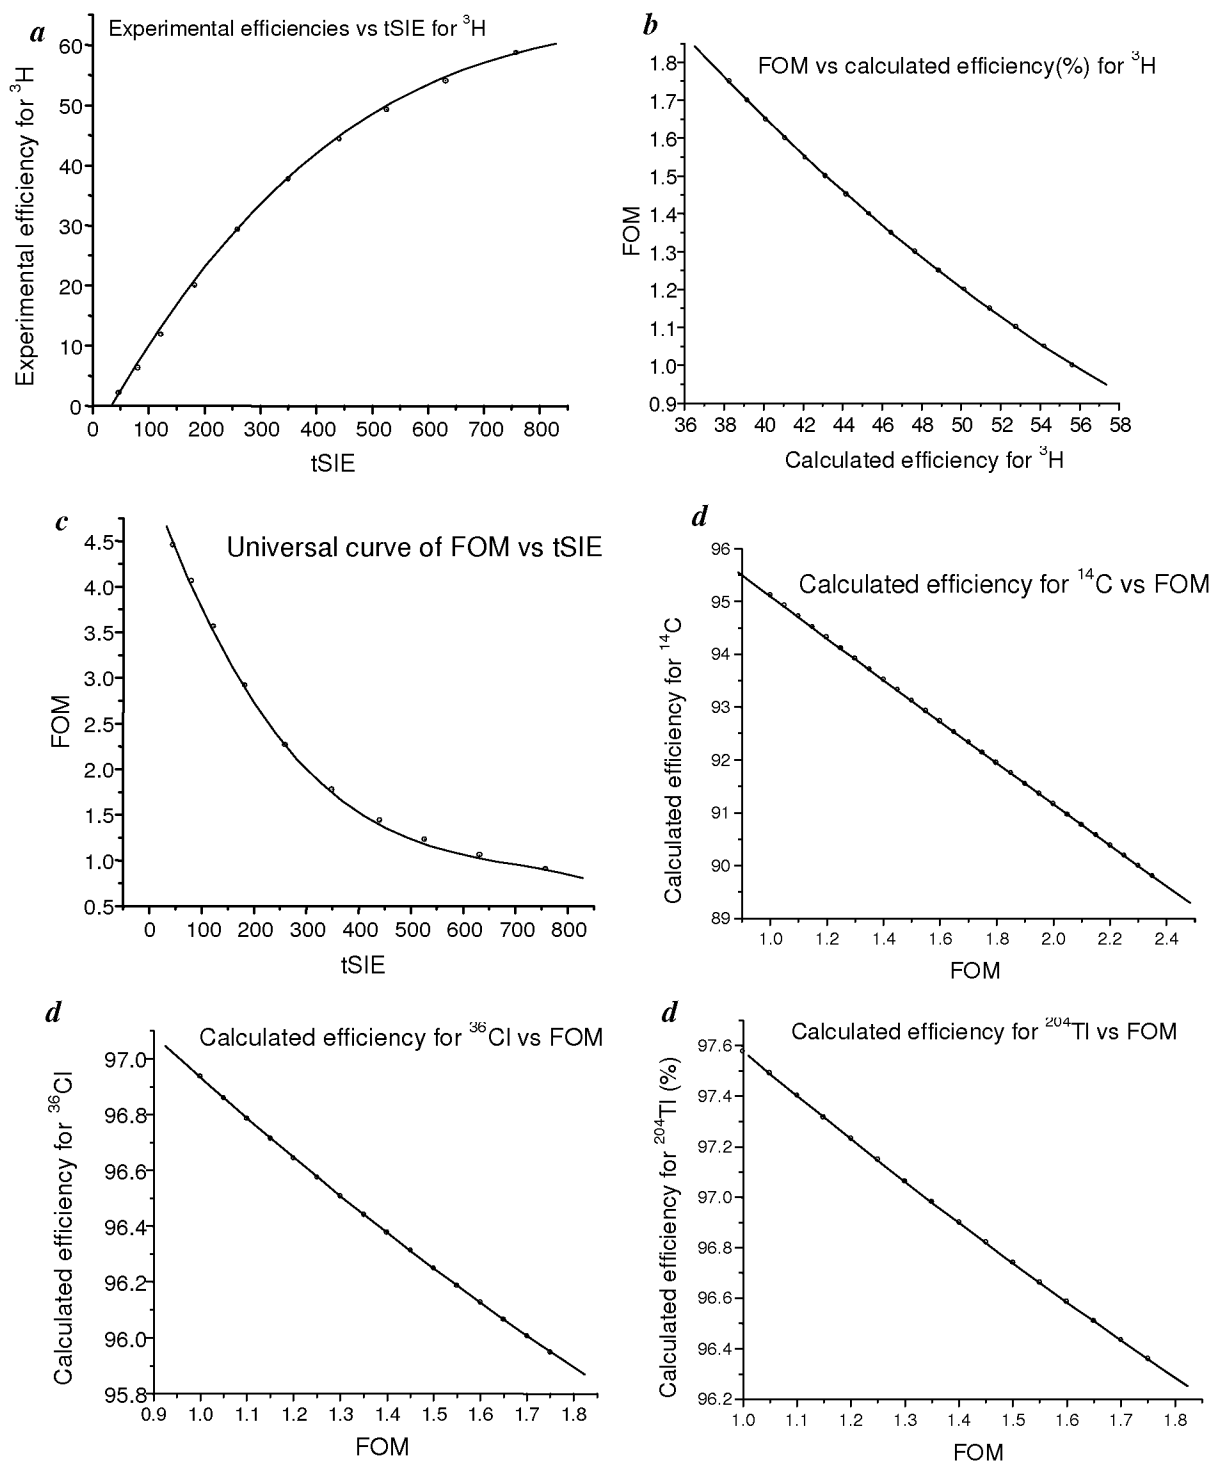 a
Experimental efficiencies vs tSIE for ³H
Experimental efficiency for ³H
60
50
40
30
20
10
0
0 100 200 300 400 500 600 700 800
tSIE
b
FOM vs calculated efficiency(%) for ³H
FOM
1.8
1.7
1.6
1.5
1.4
1.3
1.2
1.1
1.0
0.9
36 38 40 42 44 46 48 50 52 54 56 58
Calculated efficiency for ³H
c
Universal curve of FOM vs tSIE
FOM
4.5
4.0
3.5
3.0
2.5
2.0
1.5
1.0
0.5
0 100 200 300 400 500 600 700 800
tSIE
d
Calculated efficiency for ¹⁴C vs FOM
Calculated efficiency for ¹⁴C
96
95
94
93
92
91
90
89
1.0 1.2 1.4 1.6 1.8 2.0 2.2 2.4
FOM
d
Calculated efficiency for ³⁶Cl vs FOM
Calculated efficiency for ³⁶Cl
97.0
96.8
96.6
96.4
96.2
96.0
95.8
0.9 1.0 1.1 1.2 1.3 1.4 1.5 1.6 1.7 1.8
FOM
d
Calculated efficiency for ²⁰⁴Tl vs FOM
Calculated efficiency for ²⁰⁴Tl (%)
97.6
97.4
97.2
97.0
96.8
96.6
96.4
96.2
1.0 1.1 1.2 1.3 1.4 1.5 1.6 1.7 1.8
FOM